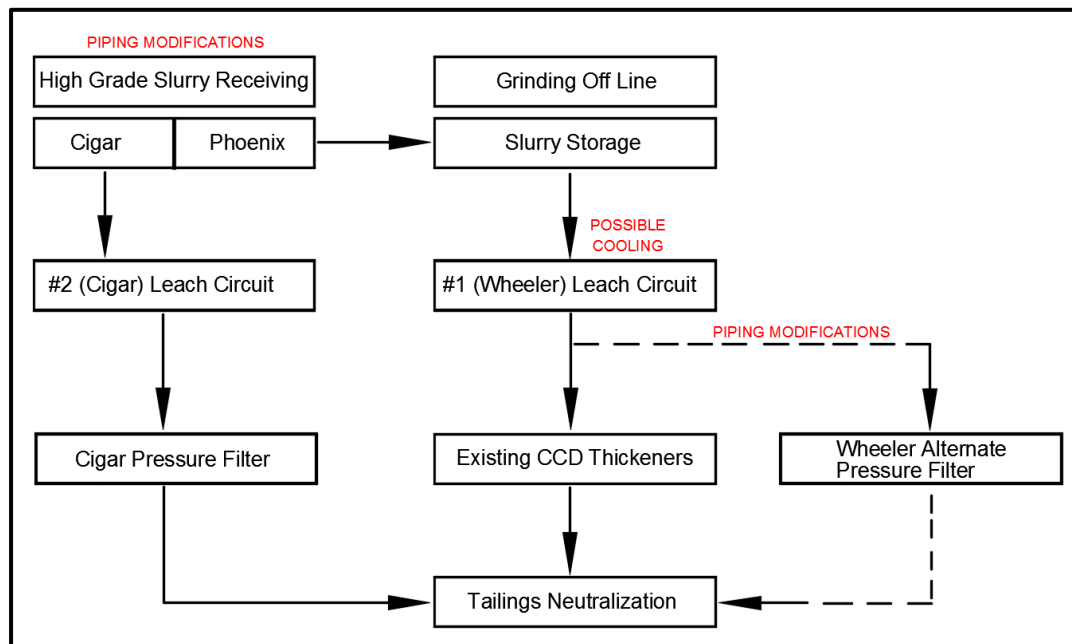 PIPING MODIFICATIONS
High Grade Slurry Receiving
Grinding Off Line
Cigar
Phoenix
Slurry Storage
POSSIBLE
COOLING
#2 (Cigar) Leach Circuit
#1 (Wheeler) Leach Circuit
PIPING MODIFICATIONS
Cigar Pressure Filter
Existing CCD Thickeners
Wheeler Alternate
Pressure Filter
Tailings Neutralization